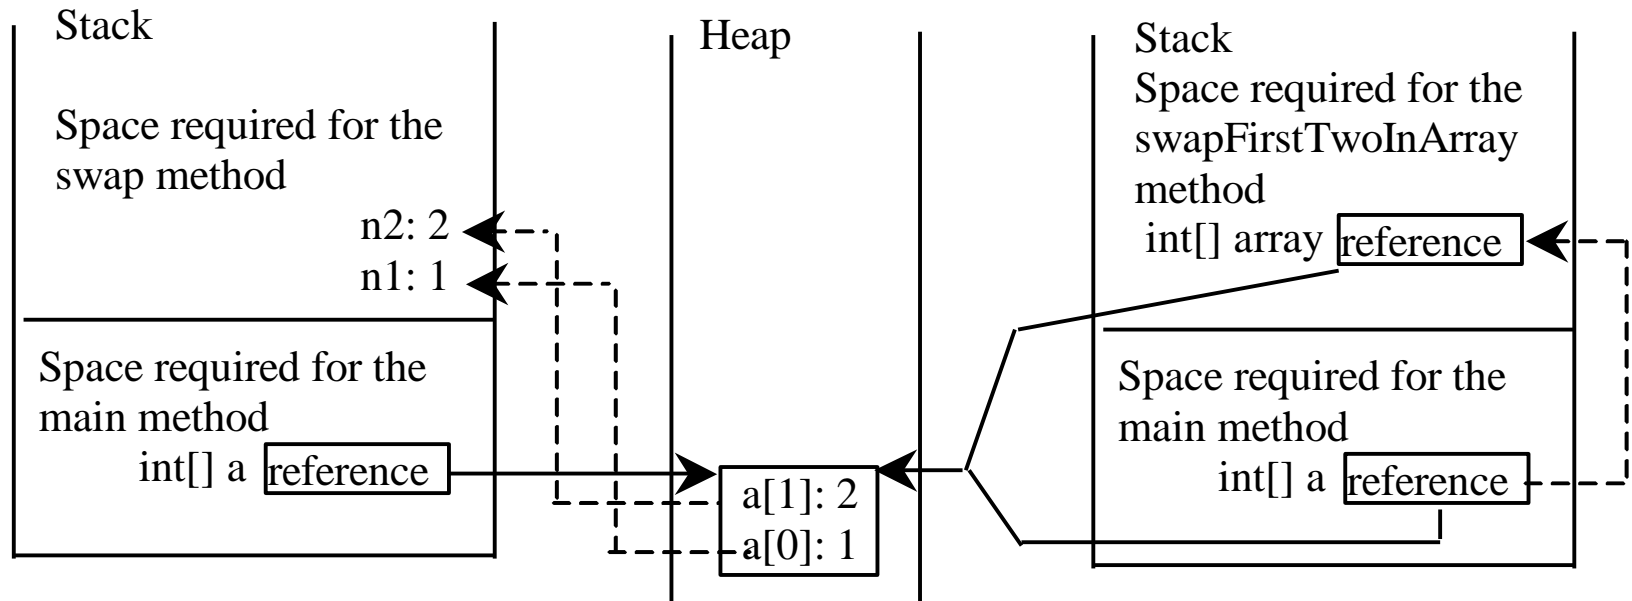 Stack
Space required for the
swap method
n2: 2
n1: 1
Space required for the
main method
int[] a reference
Heap
a[1]: 2
a[0]: 1
Stack
Space required for the
swapFirstTwoInArray
method
int[] array reference
Space required for the
main method
int[] a reference